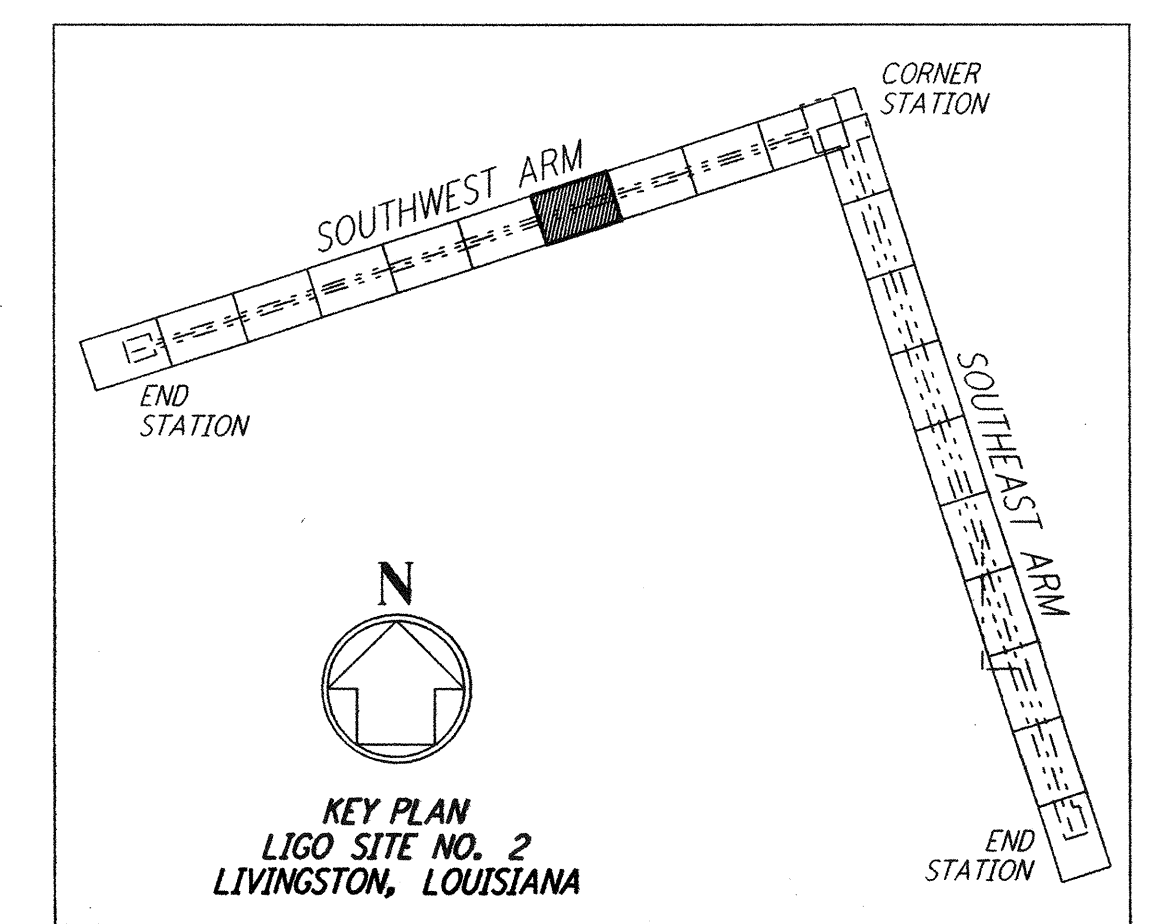 CORNER
STATION
SOUTHWEST ARM
END
STATION
SOUTHEAST ARM
N
KEY PLAN
LIGO SITE NO. 2
LIVINGSTON, LOUISIANA
END
STATION